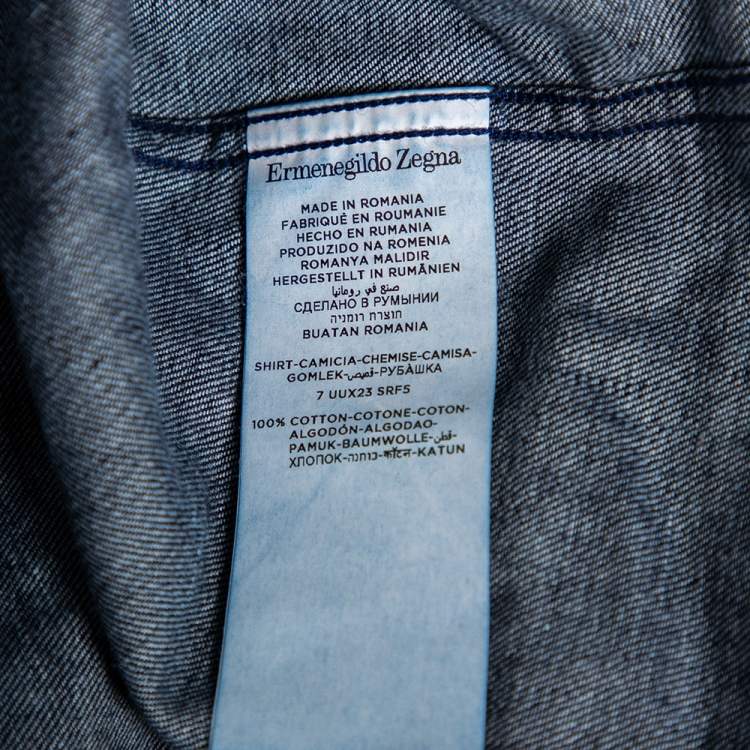 Ermenegildo Zegna
MADE IN ROMANIA
FABRIQUÉ EN ROUMANIE
HECHO EN RUMANIA
PRODUZIDO NA ROMENIA
ROMANYA MALIDIR
HERGESTELLT IN RUMÄNIEN
صنع في رومانيا
СДЕЛАНО В РУМЫНИИ
תוצרת רומניה
BUATAN ROMANIA
SHIRT-CAMICIA-CHEMISE-CAMISA-
GOMLEK-قميص-РУБАШКА
7 UUX23 SRF5
100% COTTON-COTONE-COTON-
ALGODÓN-ALGODAO-
PAMUK-BAUMWOLLE-قطن-
ХЛОПОК-כותנה-कॉटन-KATUN